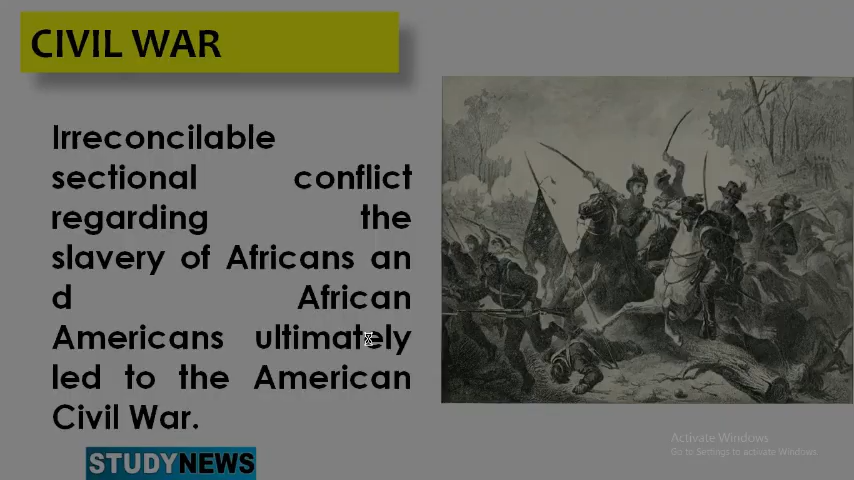 CIVIL WAR
Irreconcilable
sectional conflict
regarding the
slavery of Africans an
d African
Americans ultimately
led to the American
Civil War.
STUDYNEWS
Activate Windows
Go to Settings to activate Windows